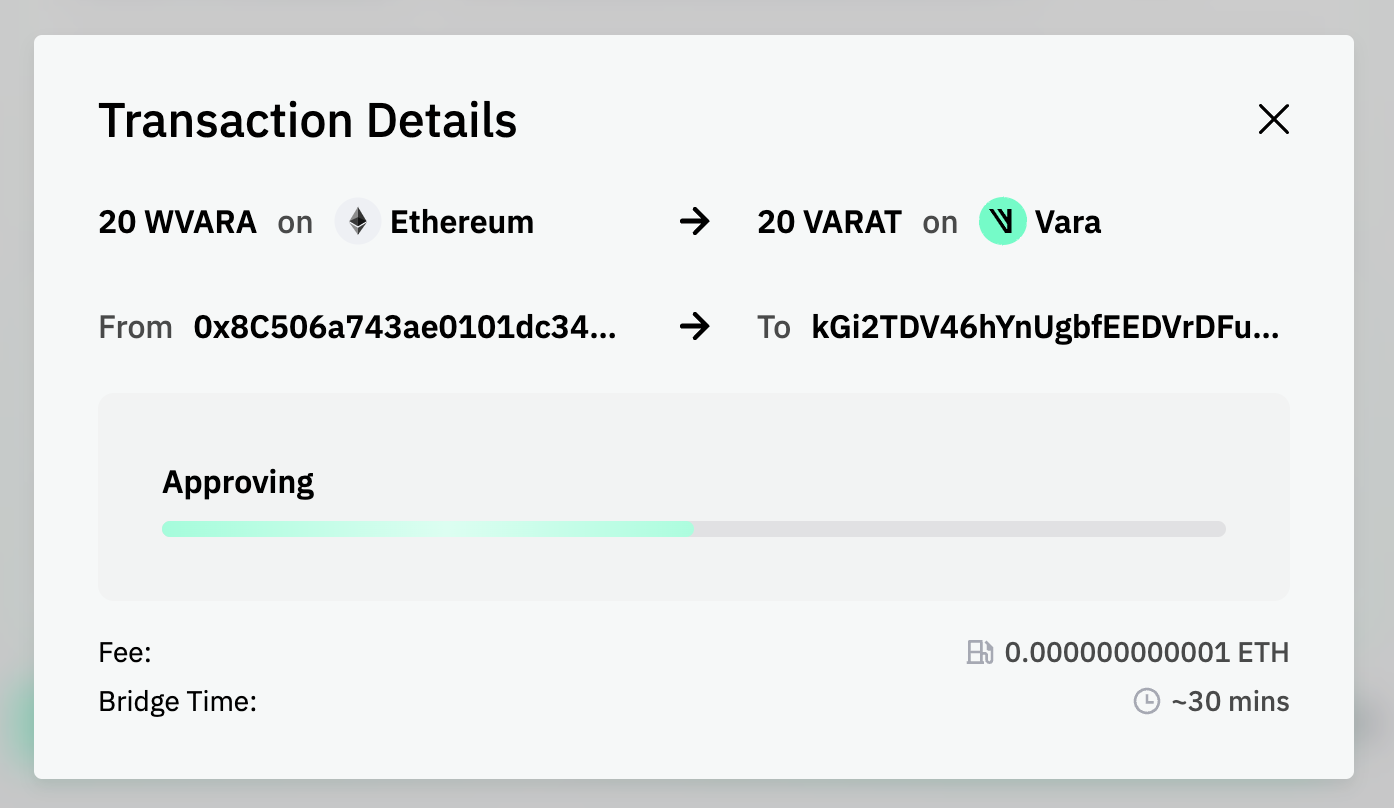 Transaction Details
20 WVARA on Ethereum → 20 VARAT on Vara
From 0x8C506a743ae0101dc34... → To kGi2TDV46hYnUgbfEEDVrDFu...
Approving
Fee: 0.000000000001 ETH
Bridge Time: ~30 mins